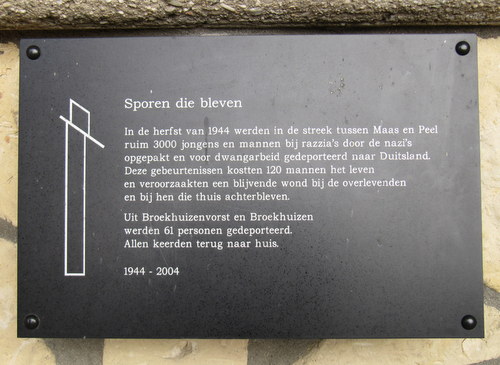 Sporen die bleven
In de herfst van 1944 werden in de streek tussen Maas en Peel
ruim 3000 jongens en mannen bij razzia's door de nazi's
opgepakt en voor dwangarbeid gedeporteerd naar Duitsland.
Deze gebeurtenissen kostten 120 mannen het leven
en veroorzaakten een blijvende wond bij de overlevenden
en bij hen die thuis achterbleven.
Uit Broekhuizenvorst en Broekhuizen
werden 61 personen gedeporteerd.
Allen keerden terug naar huis.
1944 - 2004